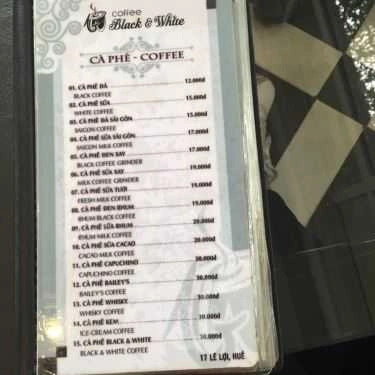 coffee
Black & White
CÀ PHÊ - COFFEE
01. CÀ PHÊ ĐÁ 12.000đ
BLACK COFFEE
02. CÀ PHÊ SỮA 15.000đ
WHITE COFFEE
03. CÀ PHÊ ĐÁ SÀI GÒN 15.000đ
SAIGON COFFEE
04. CÀ PHÊ SỮA SÀI GÒN 17.000đ
SAIGON MILK COFFEE
05. CÀ PHÊ ĐEN XAY 17.000đ
BLACK COFFEE GRINDER
06. CÀ PHÊ SỮA XAY 19.000đ
MILK COFFEE GRINDER
07. CÀ PHÊ SỮA TƯƠI 19.000đ
FRESH MILK COFFEE
08. CÀ PHÊ ĐEN RHUM 19.000đ
RHUM BLACK COFFEE
09. CÀ PHÊ SỮA RHUM 20.000đ
RHUM MILK COFFEE
10. CÀ PHÊ SỮA CACAO 20.000đ
CACAO MILK COFFEE
11. CÀ PHÊ CAPUCHINO 30.000đ
CAPUCHINO COFFEE
12. CÀ PHÊ BAILEY'S 30.000đ
BAILEY'S COFFEE
13. CÀ PHÊ WHISKY 30.000đ
WHISKY COFFEE
14. CÀ PHÊ KEM 30.000đ
ICE-CREAM COFFEE
15. CÀ PHÊ BLACK & WHITE 30.000đ
BLACK & WHITE COFFEE
17 LÊ LỢI, HUẾ